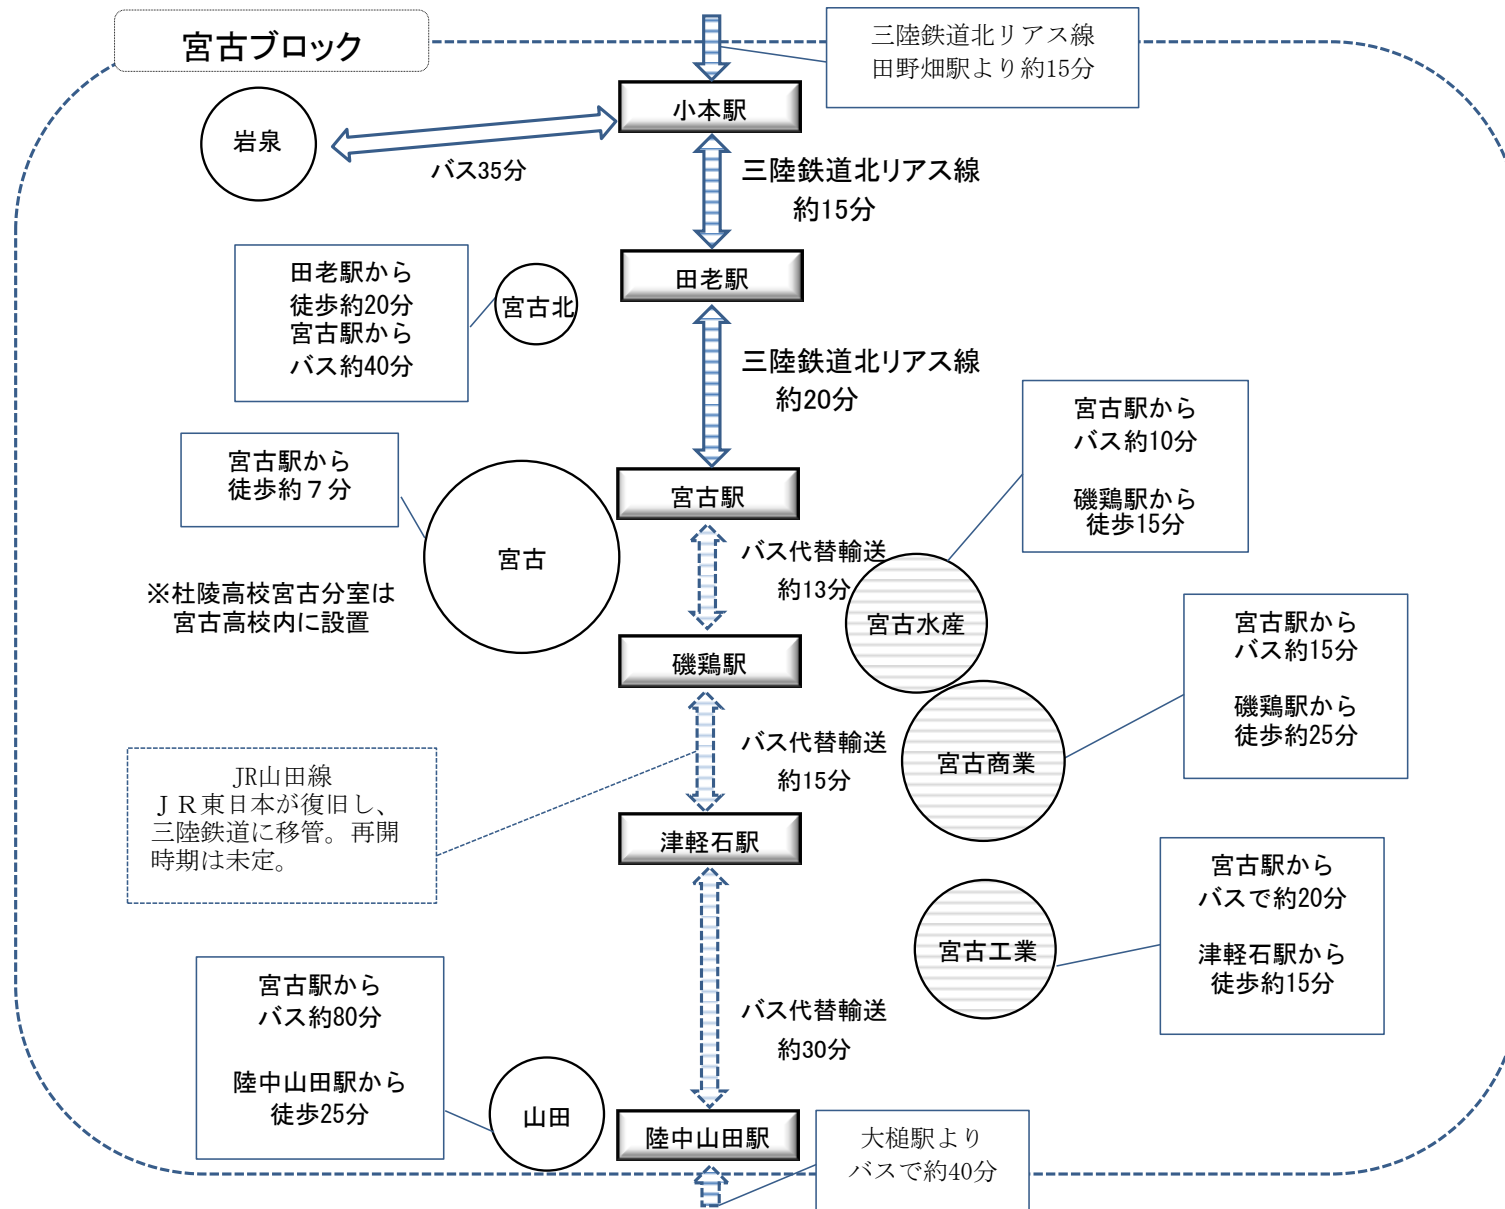 宮古ブロック
三陸鉄道北リアス線
田野畑駅より約15分
小本駅
岩泉
バス35分
三陸鉄道北リアス線
約15分
田老駅から
徒歩約20分
宮古駅から
バス約40分
宮古北
田老駅
三陸鉄道北リアス線
約20分
宮古駅から
バス約10分
磯鶏駅から
徒歩15分
宮古駅から
徒歩約７分
宮古駅
宮古
バス代替輸送
約13分
宮古水産
※杜陵高校宮古分室は
宮古高校内に設置
磯鶏駅
宮古駅から
バス約15分
磯鶏駅から
徒歩約25分
バス代替輸送
約15分
宮古商業
JR山田線
ＪＲ東日本が復旧し、
三陸鉄道に移管。再開
時期は未定。
津軽石駅
宮古駅から
バスで約20分
津軽石駅から
徒歩約15分
宮古工業
宮古駅から
バス約80分
陸中山田駅から
徒歩25分
バス代替輸送
約30分
山田
陸中山田駅
大槌駅より
バスで約40分